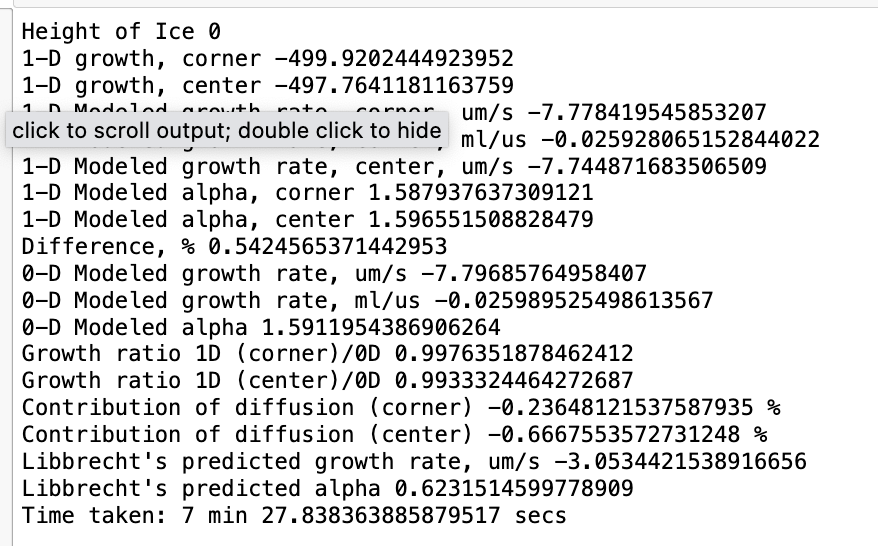 Height of Ice 0
1-D growth, corner -499.9202444923952
1-D growth, center -497.7641181163759
1-D Modeled growth rate, corner, um/s -7.778419545853207
click to scroll output; double click to hide
ml/us -0.025928065152844022
1-D Modeled growth rate, center, um/s -7.744871683506509
1-D Modeled alpha, corner 1.587937637309121
1-D Modeled alpha, center 1.596551508828479
Difference, % 0.5424565371442953
0-D Modeled growth rate, um/s -7.79685764958407
0-D Modeled growth rate, ml/us -0.025989525498613567
0-D Modeled alpha 1.5911954386906264
Growth ratio 1D (corner)/0D 0.9976351878462412
Growth ratio 1D (center)/0D 0.9933324464272687
Contribution of diffusion (corner) -0.23648121537587935 %
Contribution of diffusion (center) -0.6667553572731248 %
Libbrecht's predicted growth rate, um/s -3.0534421538916656
Libbrecht's predicted alpha 0.6231514599778909
Time taken: 7 min 27.838363885879517 secs